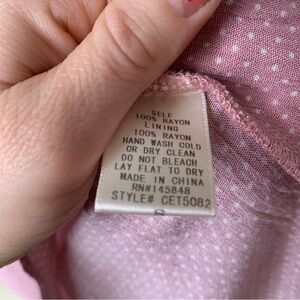 SELF
100% RAYON
LINING
100% RAYON
HAND WASH COLD
OR DRY CLEAN
DO NOT BLEACH
LAY FLAT TO DRY
MADE IN CHINA
RN#145848
STYLE# CET5082